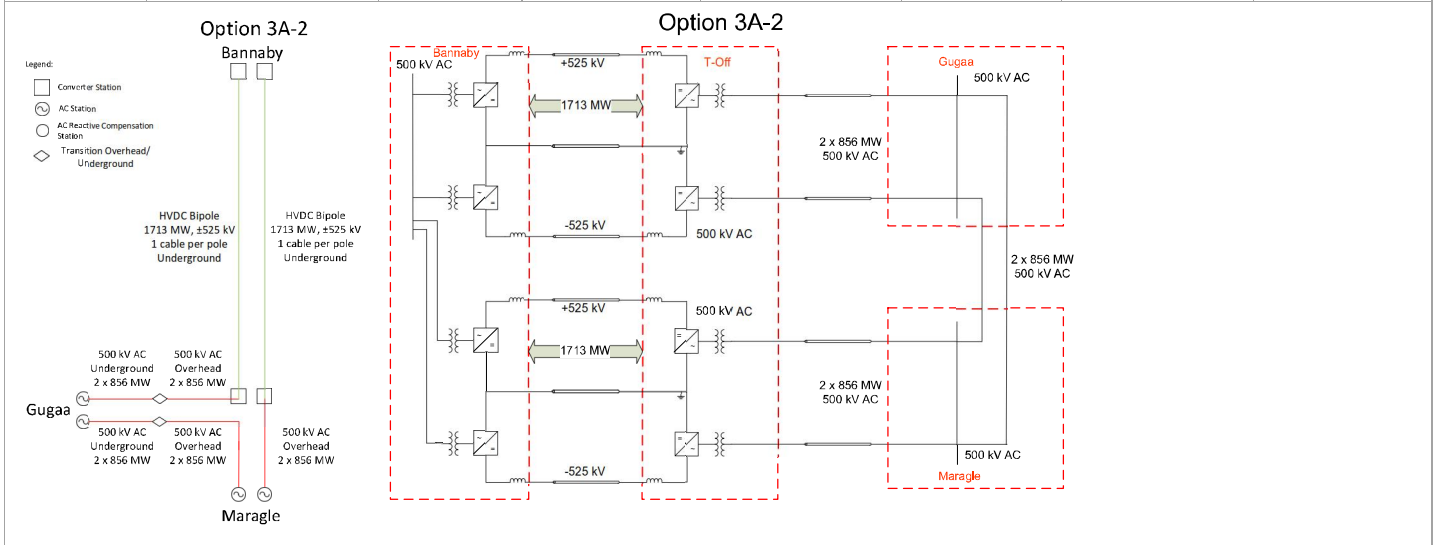 Option 3A-2
Bannaby
Legend:
Converter Station
AC Station
AC Reactive Compensation
Station
Transition Overhead/
Underground
HVDC Bipole
1713 MW, ±525 kV
1 cable per pole
Underground
HVDC Bipole
1713 MW, ±525 kV
1 cable per pole
Underground
500 kV AC
Underground
2 x 856 MW
500 kV AC
Overhead
2 x 856 MW
Gugaa
500 kV AC
Underground
2 x 856 MW
500 kV AC
Overhead
2 x 856 MW
500 kV AC
Overhead
2 x 856 MW
Maragle
Option 3A-2
Bannaby
500 kV AC
+525 kV
T-Off
1713 MW
-525 kV
500 kV AC
+525 kV
500 kV AC
1713 MW
-525 kV
Gugaa
500 kV AC
2 x 856 MW
500 kV AC
2 x 856 MW
500 kV AC
2 x 856 MW
500 kV AC
500 kV AC
Maragle